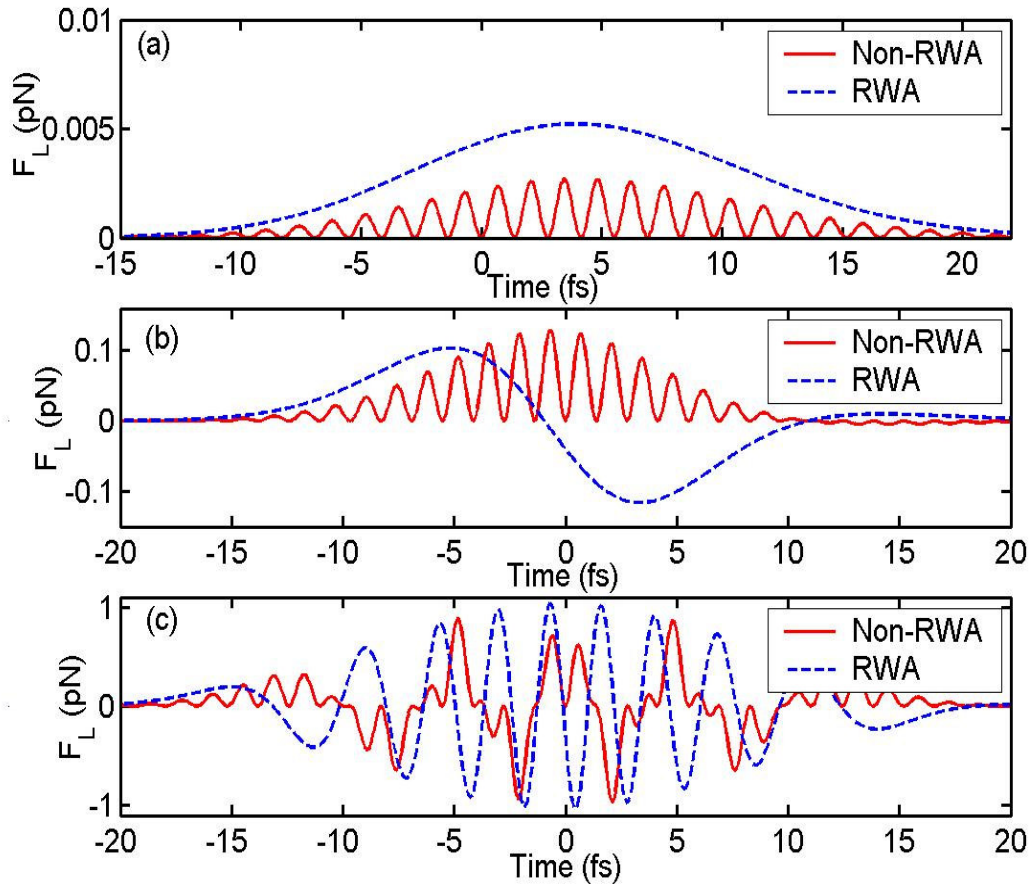 0.01
(a)
Non-RWA
RWA
F_L (pN)
0.005
0
-15 -10 -5 0 5 10 15 20
Time (fs)
(b)
Non-RWA
RWA
F_L (pN)
0.1
0
-0.1
-20 -15 -10 -5 0 5 10 15 20
Time (fs)
(c)
Non-RWA
RWA
F_L (pN)
1
0
-1
-20 -15 -10 -5 0 5 10 15 20
Time (fs)